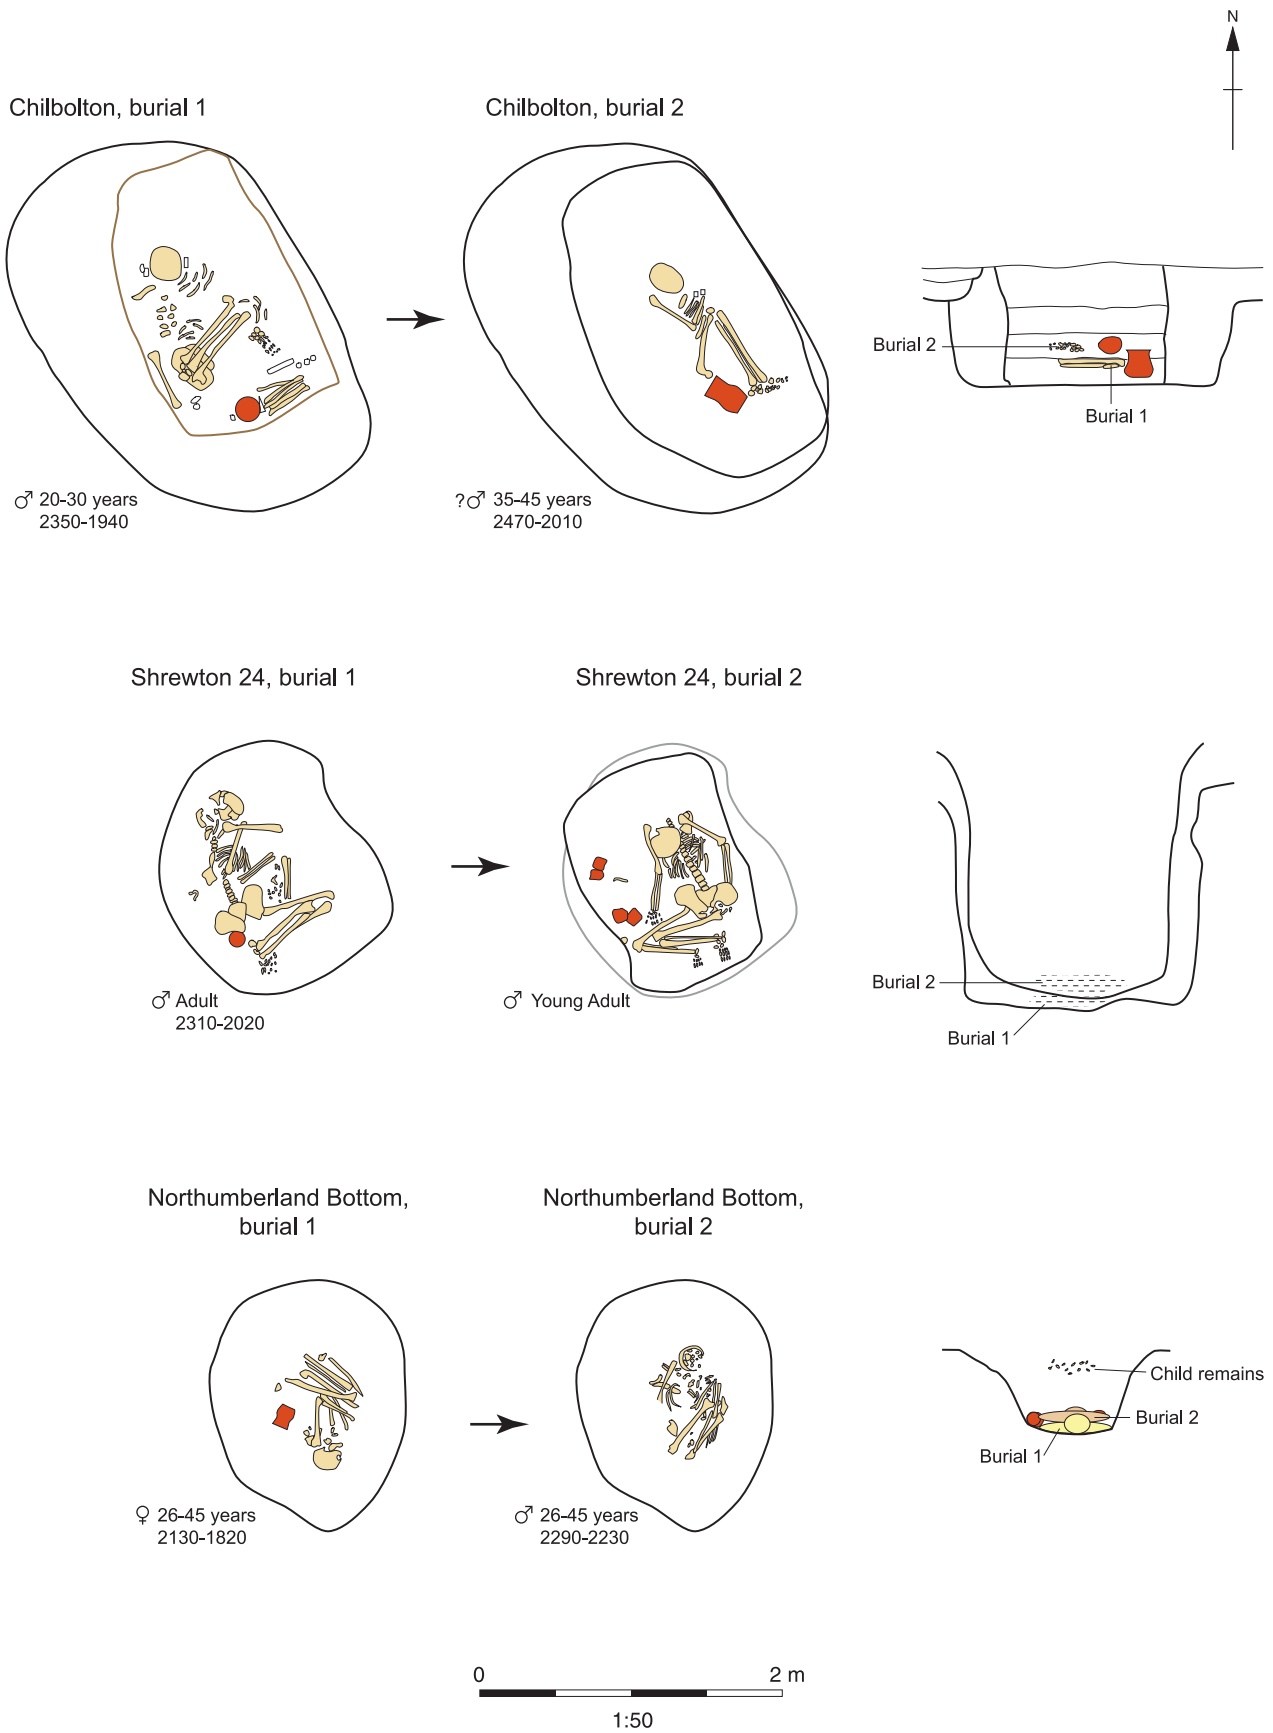 N
Chilbolton, burial 1
Chilbolton, burial 2
Burial 2
Burial 1
♂ 20-30 years
2350-1940
?♂ 35-45 years
2470-2010
Shrewton 24, burial 1
Shrewton 24, burial 2
♂ Adult
2310-2020
♂ Young Adult
Burial 2
Burial 1
Northumberland Bottom,
burial 1
Northumberland Bottom,
burial 2
Child remains
Burial 2
Burial 1
♀ 26-45 years
2130-1820
♂ 26-45 years
2290-2230
0 2 m
1:50